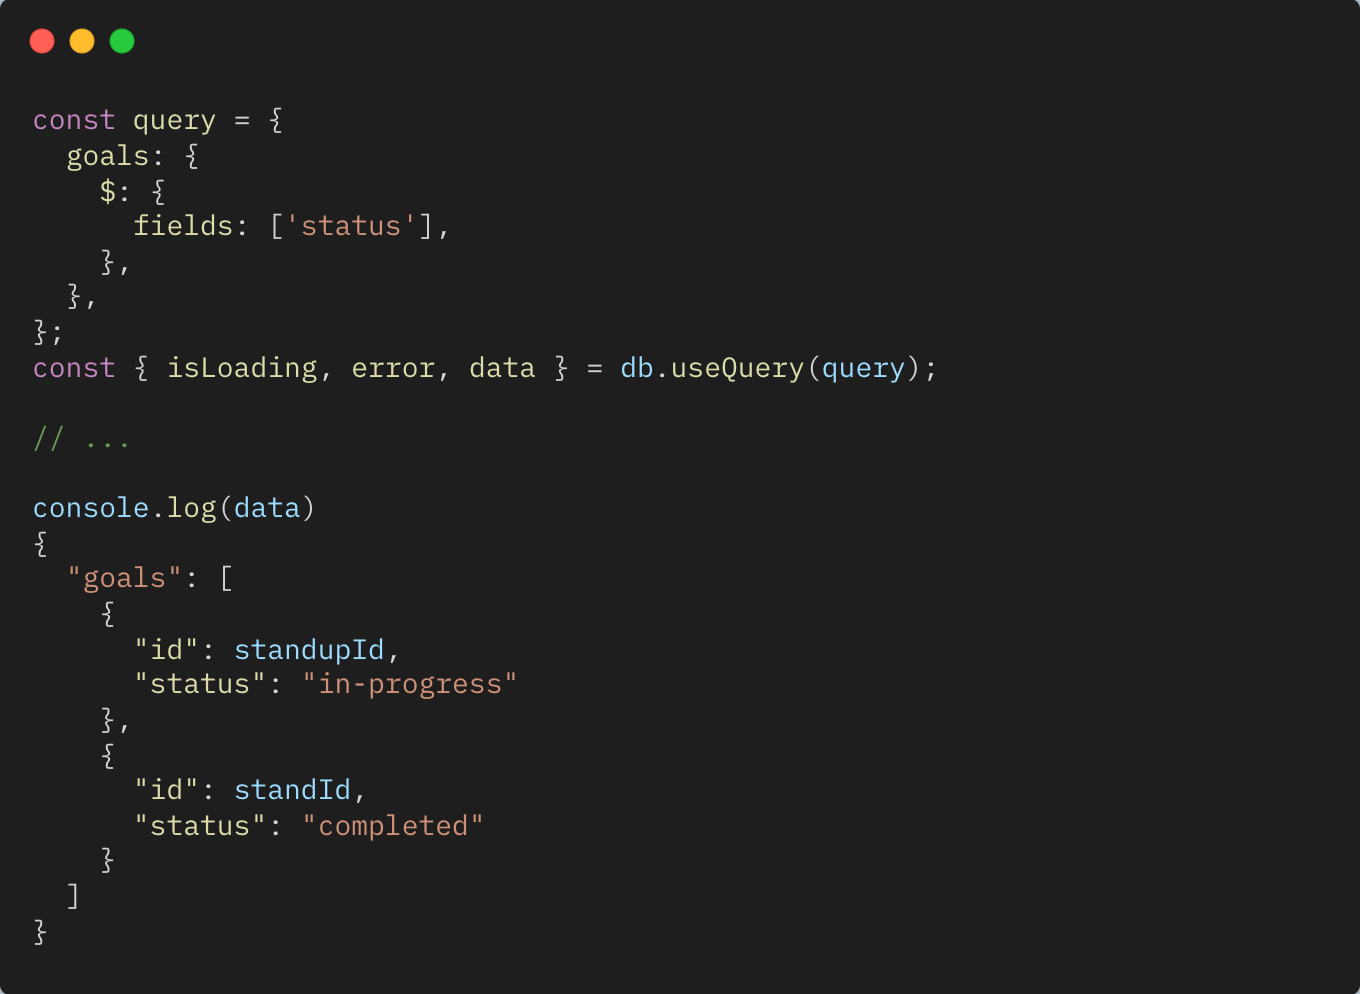 const query = {
  goals: {
    $: {
      fields: ['status'],
    },
  },
};
const { isLoading, error, data } = db.useQuery(query);

// ...

console.log(data)
{
  "goals": [
    {
      "id": standupId,
      "status": "in-progress"
    },
    {
      "id": standId,
      "status": "completed"
    }
  ]
}